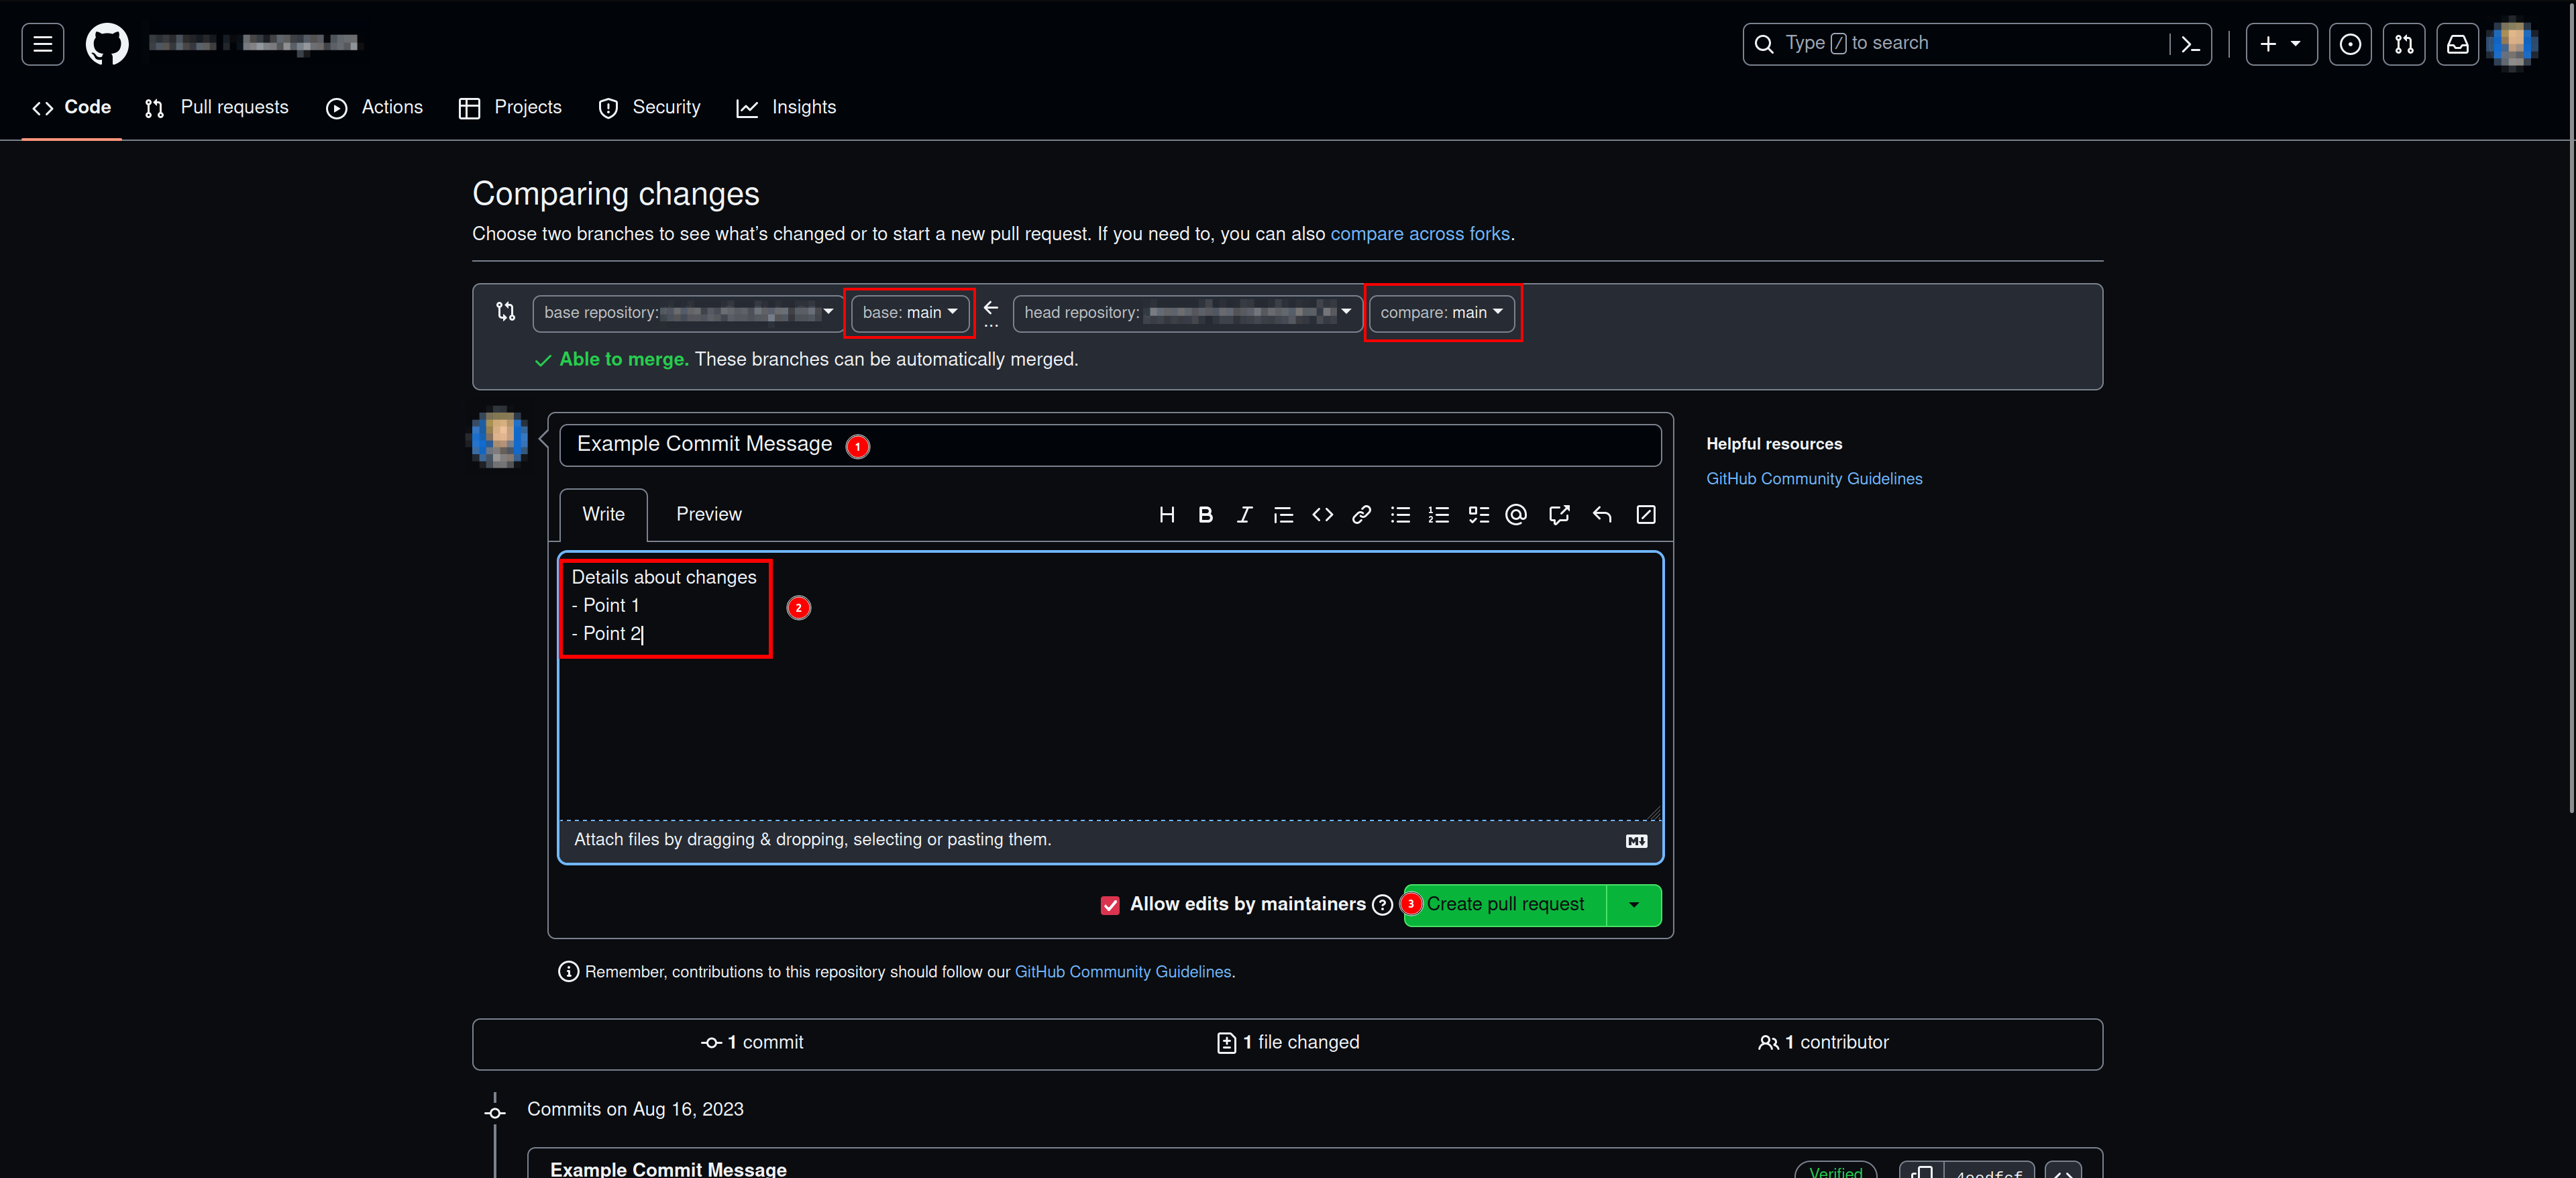 Type / to search
Code Pull requests Actions Projects Security Insights
Comparing changes
Choose two branches to see what's changed or to start a new pull request. If you need to, you can also compare across forks.
base repository: base: main ... head repository: compare: main
Able to merge. These branches can be automatically merged.
Example Commit Message 1
Helpful resources
GitHub Community Guidelines
Write Preview
Details about changes
- Point 1
- Point 2
2
Attach files by dragging & dropping, selecting or pasting them.
Allow edits by maintainers 3 Create pull request
Remember, contributions to this repository should follow our GitHub Community Guidelines.
1 commit 1 file changed 1 contributor
Commits on Aug 16, 2023
Example Commit Message Verified